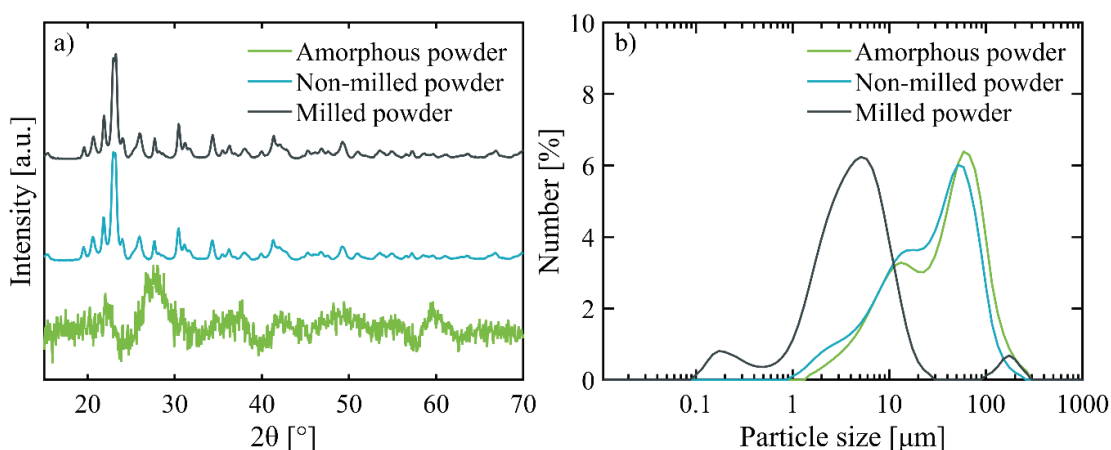 a)
Amorphous powder
Non-milled powder
Milled powder
Intensity [a.u.]
20 30 40 50 60 70
2θ [°]
b)
Amorphous powder
Non-milled powder
Milled powder
Number [%]
10
8
6
4
2
0
0.1 1 10 100 1000
Particle size [μm]